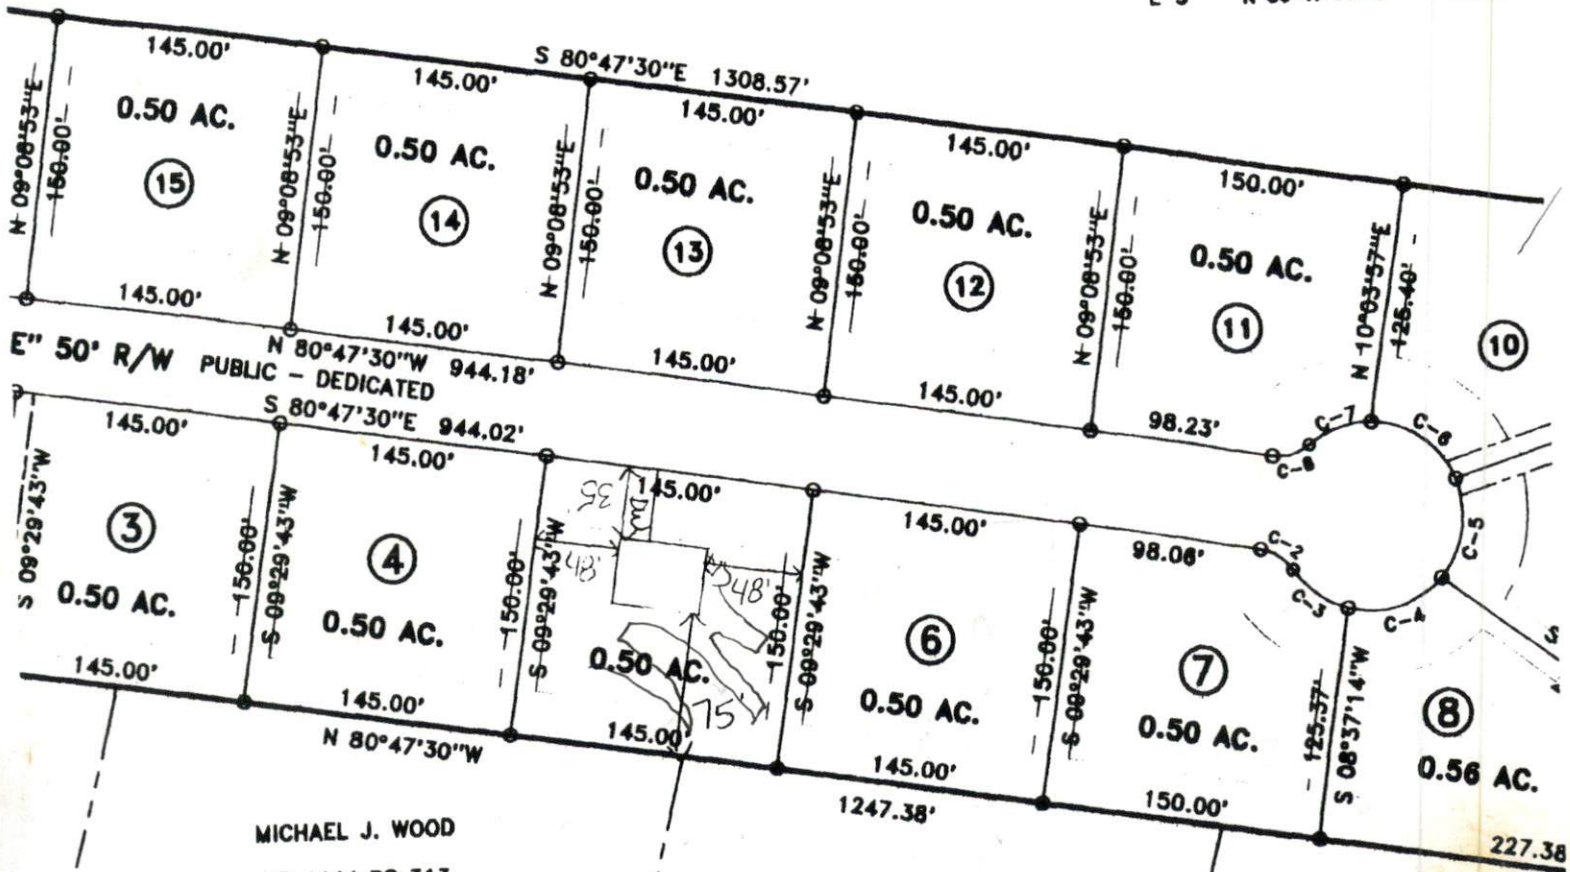 S 80°47'30"E 1308.57'
145.00'
145.00'
145.00'
145.00'
150.00'
N 09°08'53"E
150.00'
0.50 AC.
15
N 09°08'53"E
150.00'
0.50 AC.
14
N 09°08'53"E
150.00'
0.50 AC.
13
N 09°08'53"E
150.00'
0.50 AC.
12
N 09°08'53"E
150.00'
0.50 AC.
11
N 10°03'57"E
125.40'
10
145.00'
145.00'
145.00'
145.00'
98.23'
C-8
C-7
C-6
C-5
N 80°47'30"W 944.18'
E" 50' R/W PUBLIC - DEDICATED
S 80°47'30"E 944.02'
145.00'
145.00'
145.00'
145.00'
98.06'
C-2
C-3
C-4
S 09°29'43"W
3
0.50 AC.
150.00'
S 09°29'43"W
4
0.50 AC.
150.00'
S 09°29'43"W
35'
DW
48'
48'
0.50 AC.
75'
150.00'
S 09°29'43"W
6
0.50 AC.
150.00'
S 09°29'43"W
7
0.50 AC.
125.37'
S 08°37'14"W
8
0.56 AC.
145.00'
145.00'
145.00'
145.00'
150.00'
N 80°47'30"W
1247.38'
227.38
MICHAEL J. WOOD